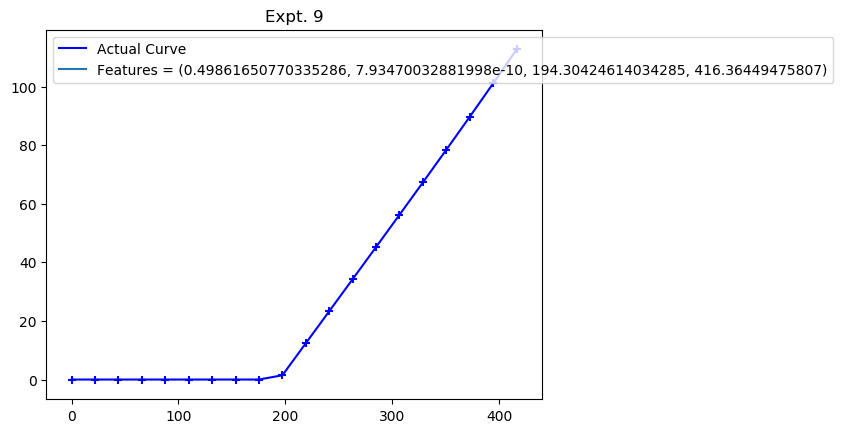 Expt. 9
Actual Curve
Features = (0.49861650770335286, 7.93470032881998e-10, 194.30424614034285, 416.36449475807)
100
80
60
40
20
0
0 100 200 300 400